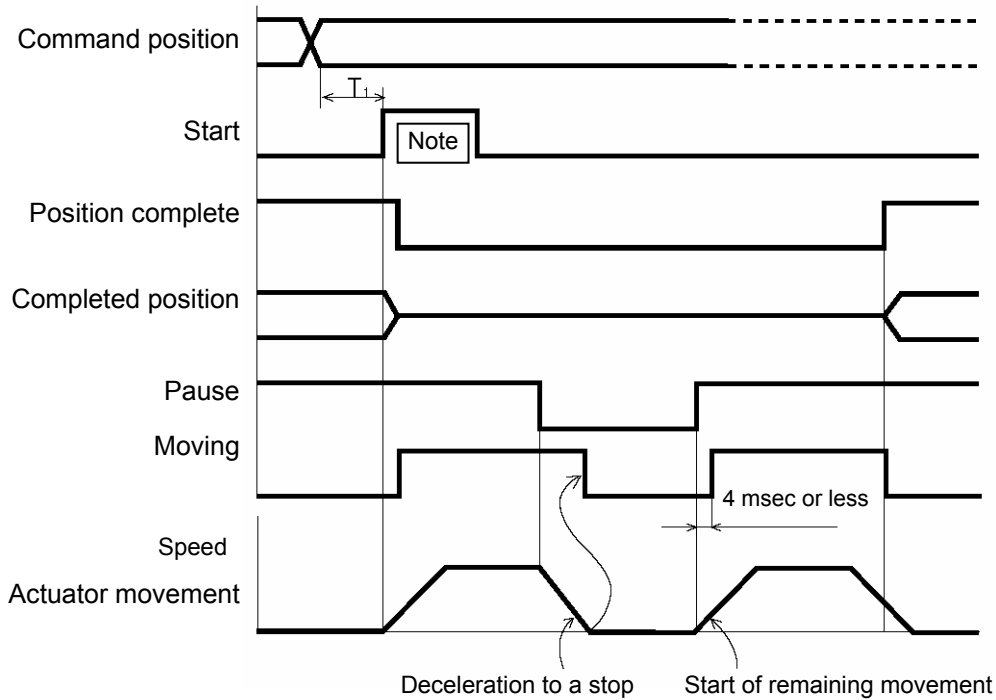 Command position
T1
Start
Note
Position complete
Completed position
Pause
Moving
4 msec or less
Speed
Actuator movement
Deceleration to a stop
Start of remaining movement